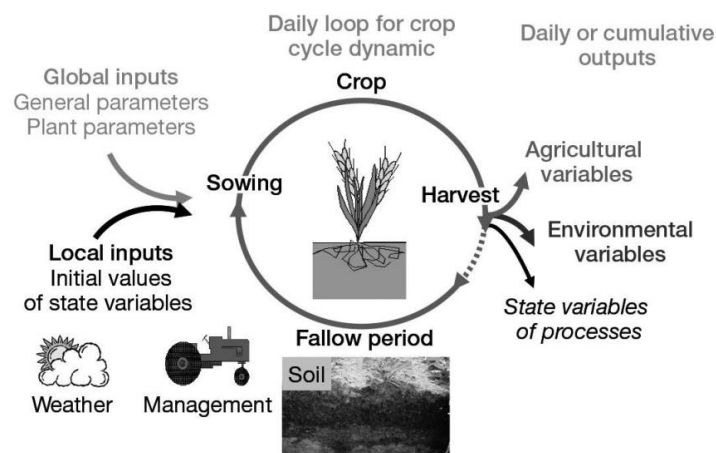 Daily loop for crop
cycle dynamic
Daily or cumulative
outputs
Global inputs
General parameters
Plant parameters
Crop
Sowing
Harvest
Agricultural
variables
Environmental
variables
State variables
of processes
Local inputs
Initial values
of state variables
Fallow period
Weather
Management
Soil